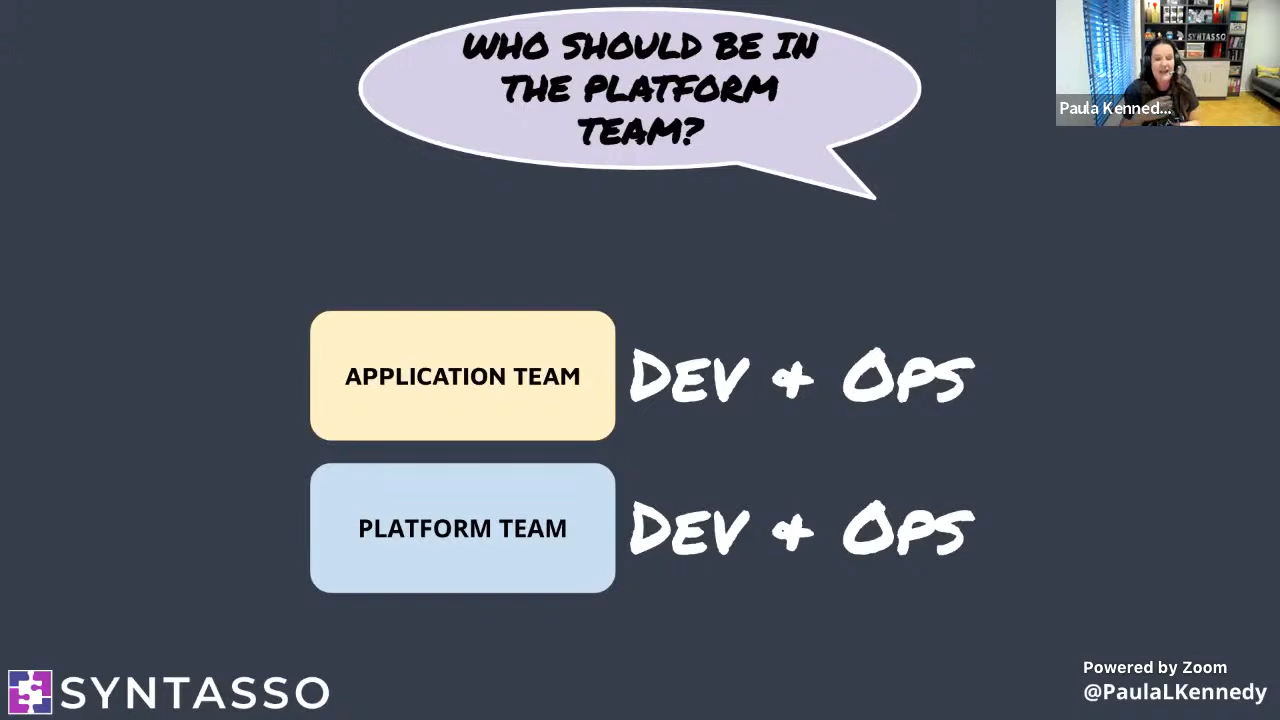 WHO SHOULD BE IN
THE PLATFORM
TEAM?
SYNTASSO
Paula Kenned...
APPLICATION TEAM
DEV & OPS
PLATFORM TEAM
DEV & OPS
SYNTASSO
Powered by Zoom
@PaulaLKennedy